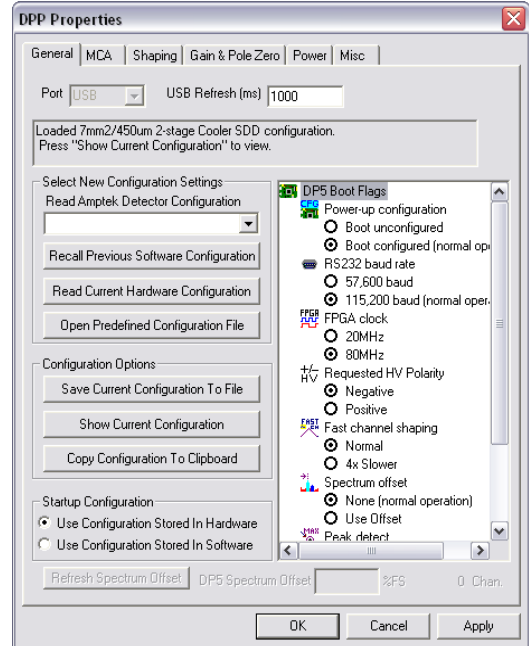 DPP Properties
General MCA Shaping Gain & Pole Zero Power Misc
Port USB USB Refresh (ms) 1000
Loaded 7mm2/450um 2-stage Cooler SDD configuration.
Press "Show Current Configuration" to view.
Select New Configuration Settings
Read Amptek Detector Configuration
Recall Previous Software Configuration
Read Current Hardware Configuration
Open Predefined Configuration File
Configuration Options
Save Current Configuration To File
Show Current Configuration
Copy Configuration To Clipboard
Startup Configuration
Use Configuration Stored In Hardware
Use Configuration Stored In Software
DP5 Boot Flags
CFG Power-up configuration
Boot unconfigured
Boot configured (normal op
RS232 baud rate
57,600 baud
115,200 baud (normal oper
FPGA FPGA clock
20MHz
80MHz
+/- HV Requested HV Polarity
Negative
Positive
FAST Fast channel shaping
Normal
4x Slower
Spectrum offset
None (normal operation)
Use Offset
MAX Peak detect
Refresh Spectrum Offset DP5 Spectrum Offset %FS 0 Chan.
OK Cancel Apply